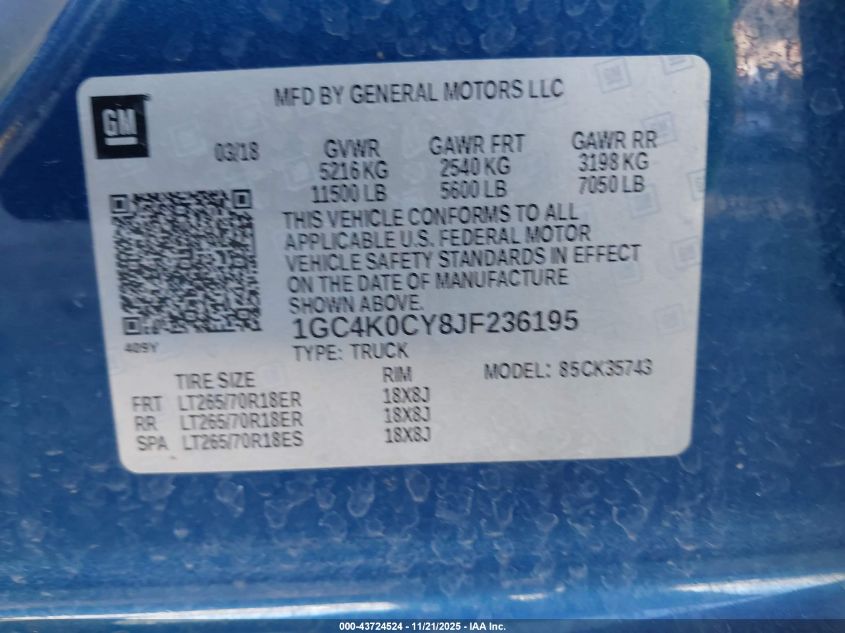 MFD BY GENERAL MOTORS LLC
GM
03/18 GVWR GAWR FRT GAWR RR
5216 KG 2540 KG 3198 KG
11500 LB 5600 LB 7050 LB
THIS VEHICLE CONFORMS TO ALL
APPLICABLE U.S. FEDERAL MOTOR
VEHICLE SAFETY STANDARDS IN EFFECT
ON THE DATE OF MANUFACTURE
SHOWN ABOVE.
409Y
1GC4K0CY8JF236195
TYPE: TRUCK
MODEL: 85CK35743
TIRE SIZE RIM
FRT LT265/70R18ER 18X8J
RR LT265/70R18ER 18X8J
SPA LT265/70R18ES 18X8J
000-43724524 - 11/21/2025 - IAA Inc.